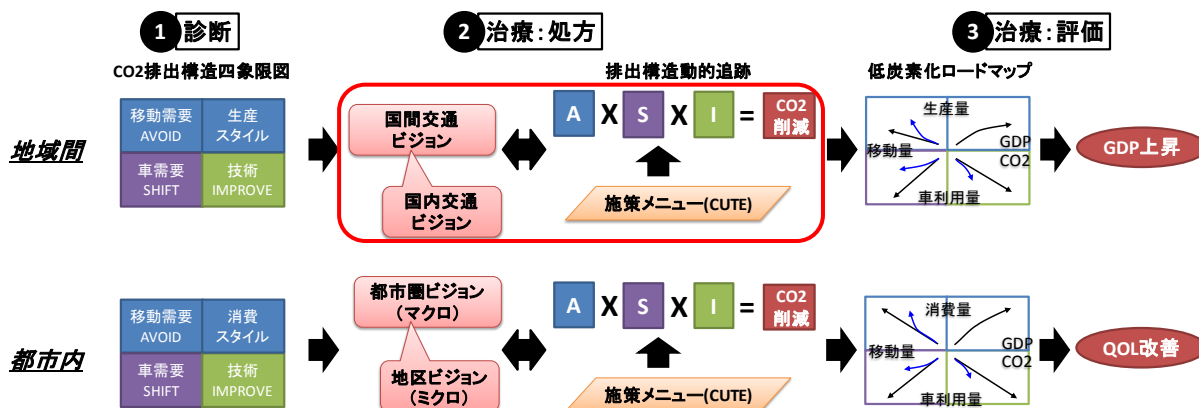 1 診断
2 治療：処方
3 治療：評価
CO2排出構造四象限図
排出構造動的追跡
低炭素化ロードマップ
地域間
移動需要
AVOID
生産
スタイル
車需要
SHIFT
技術
IMPROVE
国間交通
ビジョン
国内交通
ビジョン
A X S X I = CO2
削減
施策メニュー(CUTE)
生産量
GDP
移動量
CO2
車利用量
GDP上昇
都市内
移動需要
AVOID
消費
スタイル
車需要
SHIFT
技術
IMPROVE
都市圏ビジョン
（マクロ）
地区ビジョン
（ミクロ）
A X S X I = CO2
削減
施策メニュー(CUTE)
消費量
GDP
移動量
CO2
車利用量
QOL改善